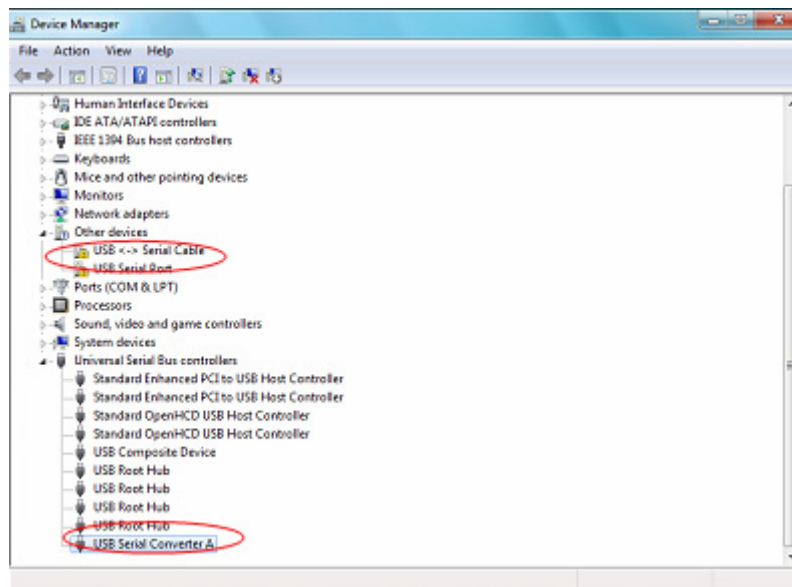 Device Manager
File Action View Help
Human Interface Devices
IDE ATA/ATAPI controllers
IEEE 1394 Bus host controllers
Keyboards
Mice and other pointing devices
Monitors
Network adapters
Other devices
USB <-> Serial Cable
USB Serial Port
Ports (COM & LPT)
Processors
Sound, video and game controllers
System devices
Universal Serial Bus controllers
Standard Enhanced PCI to USB Host Controller
Standard Enhanced PCI to USB Host Controller
Standard OpenHCD USB Host Controller
Standard OpenHCD USB Host Controller
USB Composite Device
USB Root Hub
USB Root Hub
USB Root Hub
USB Root Hub
USB Serial Converter A